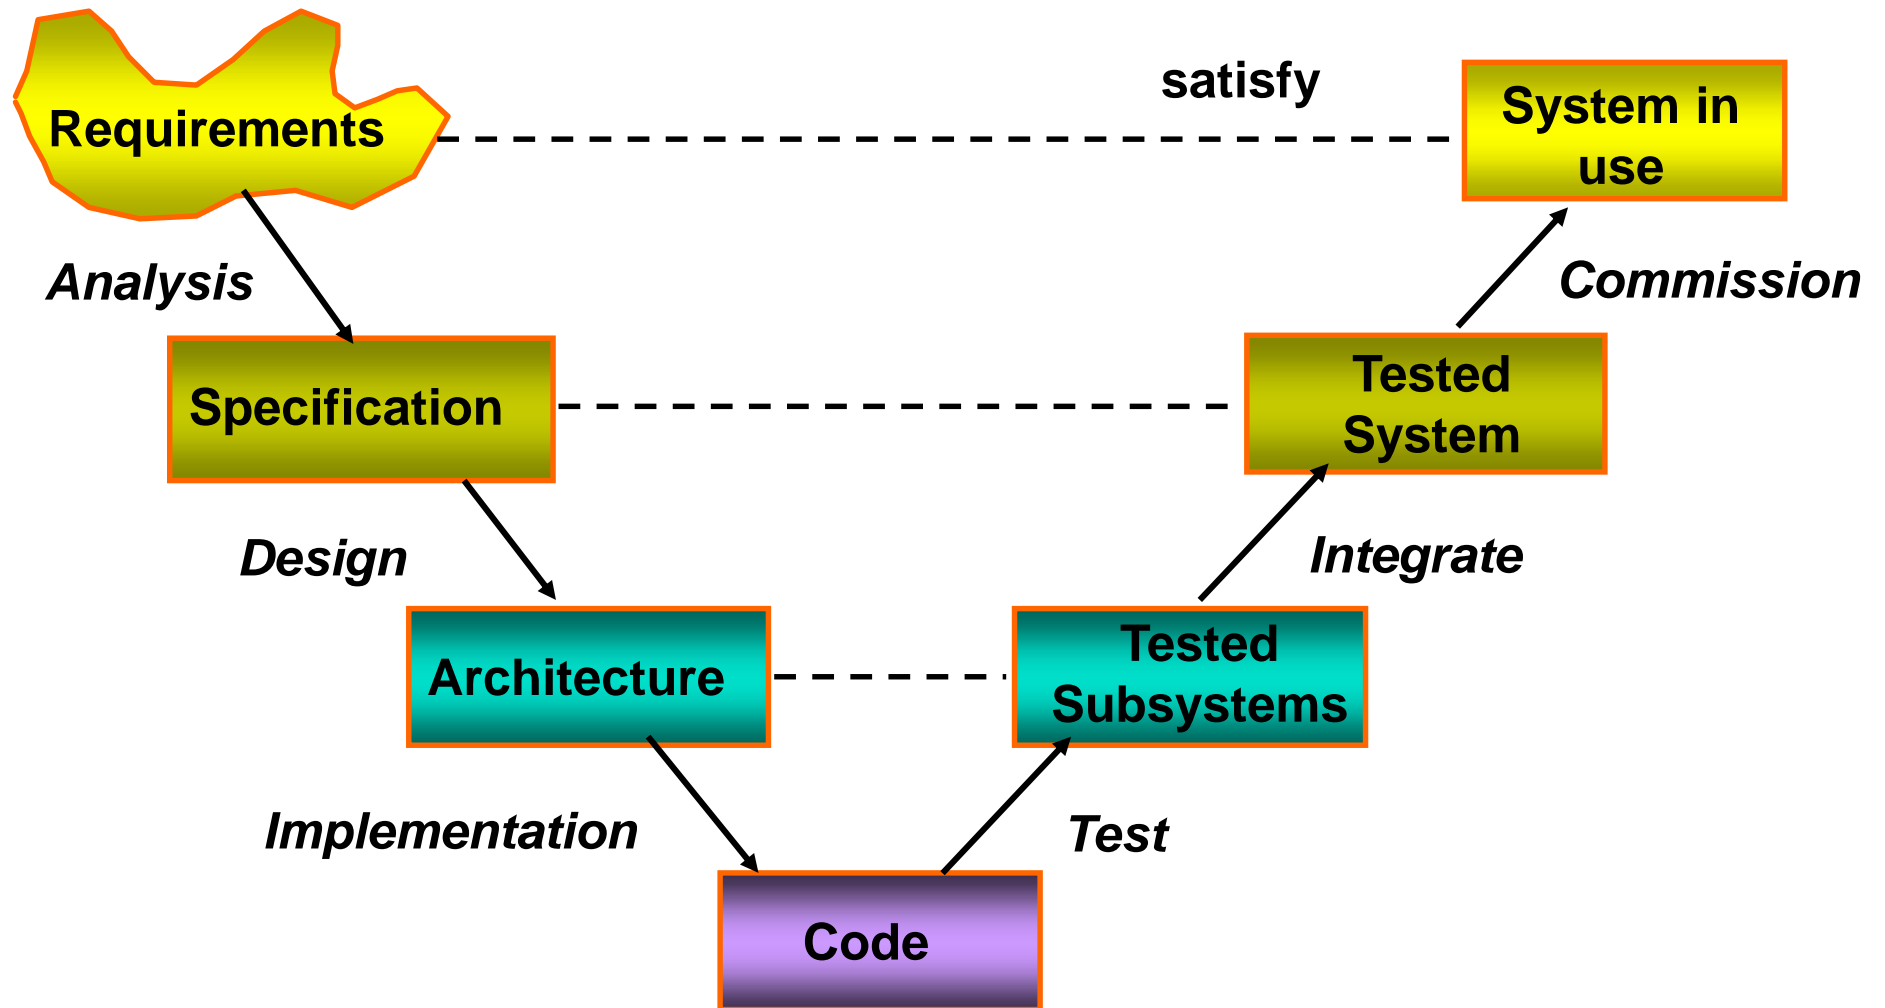 satisfy
Requirements
System in
use
Analysis
Commission
Specification
Tested
System
Design
Integrate
Architecture
Tested
Subsystems
Implementation
Test
Code